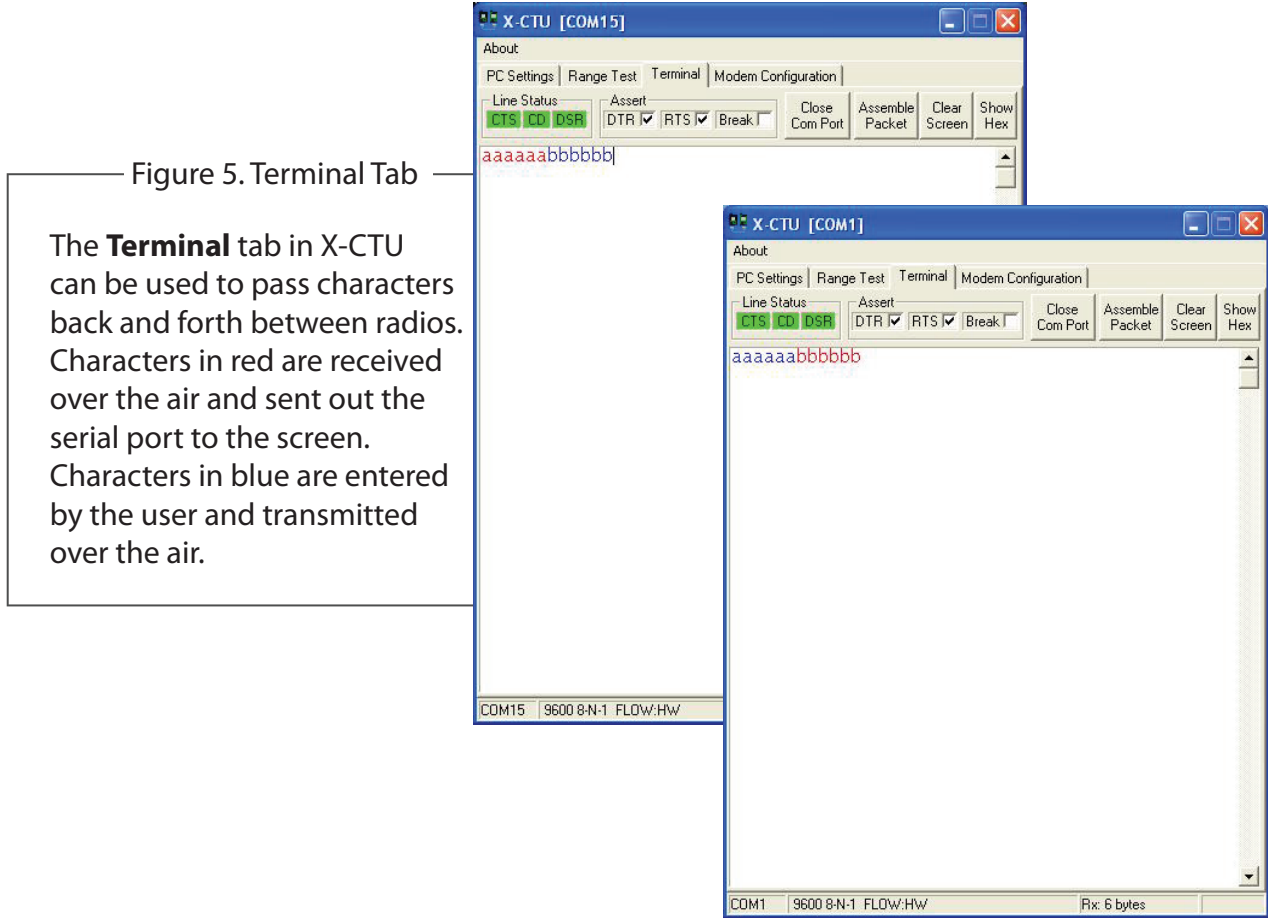 Figure 5. Terminal Tab
The Terminal tab in X-CTU
can be used to pass characters
back and forth between radios.
Characters in red are received
over the air and sent out the
serial port to the screen.
Characters in blue are entered
by the user and transmitted
over the air.
X-CTU [COM15]
About
PC Settings Range Test Terminal Modem Configuration
Line Status Assert
CTS CD DSR DTR RTS Break
Close Com Port
Assemble Packet
Clear Screen
Show Hex
aaaaaabbbbbb
COM15 9600 8-N-1 FLOW:HW
X-CTU [COM1]
About
PC Settings Range Test Terminal Modem Configuration
Line Status Assert
CTS CD DSR DTR RTS Break
Close Com Port
Assemble Packet
Clear Screen
Show Hex
aaaaaabbbbbb
COM1 9600 8-N-1 FLOW:HW Rx: 6 bytes